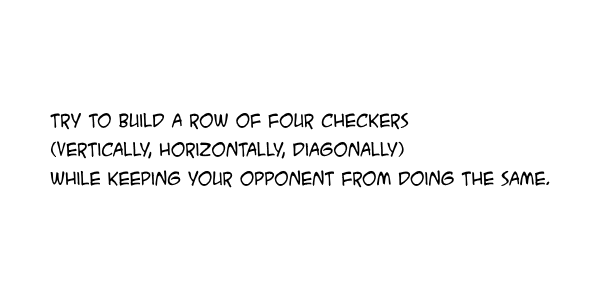 TRY TO BUILD A ROW OF FOUR CHECKERS
(VERTICALLY, HORIZONTALLY, DIAGONALLY)
WHILE KEEPING YOUR OPPONENT FROM DOING THE SAME.